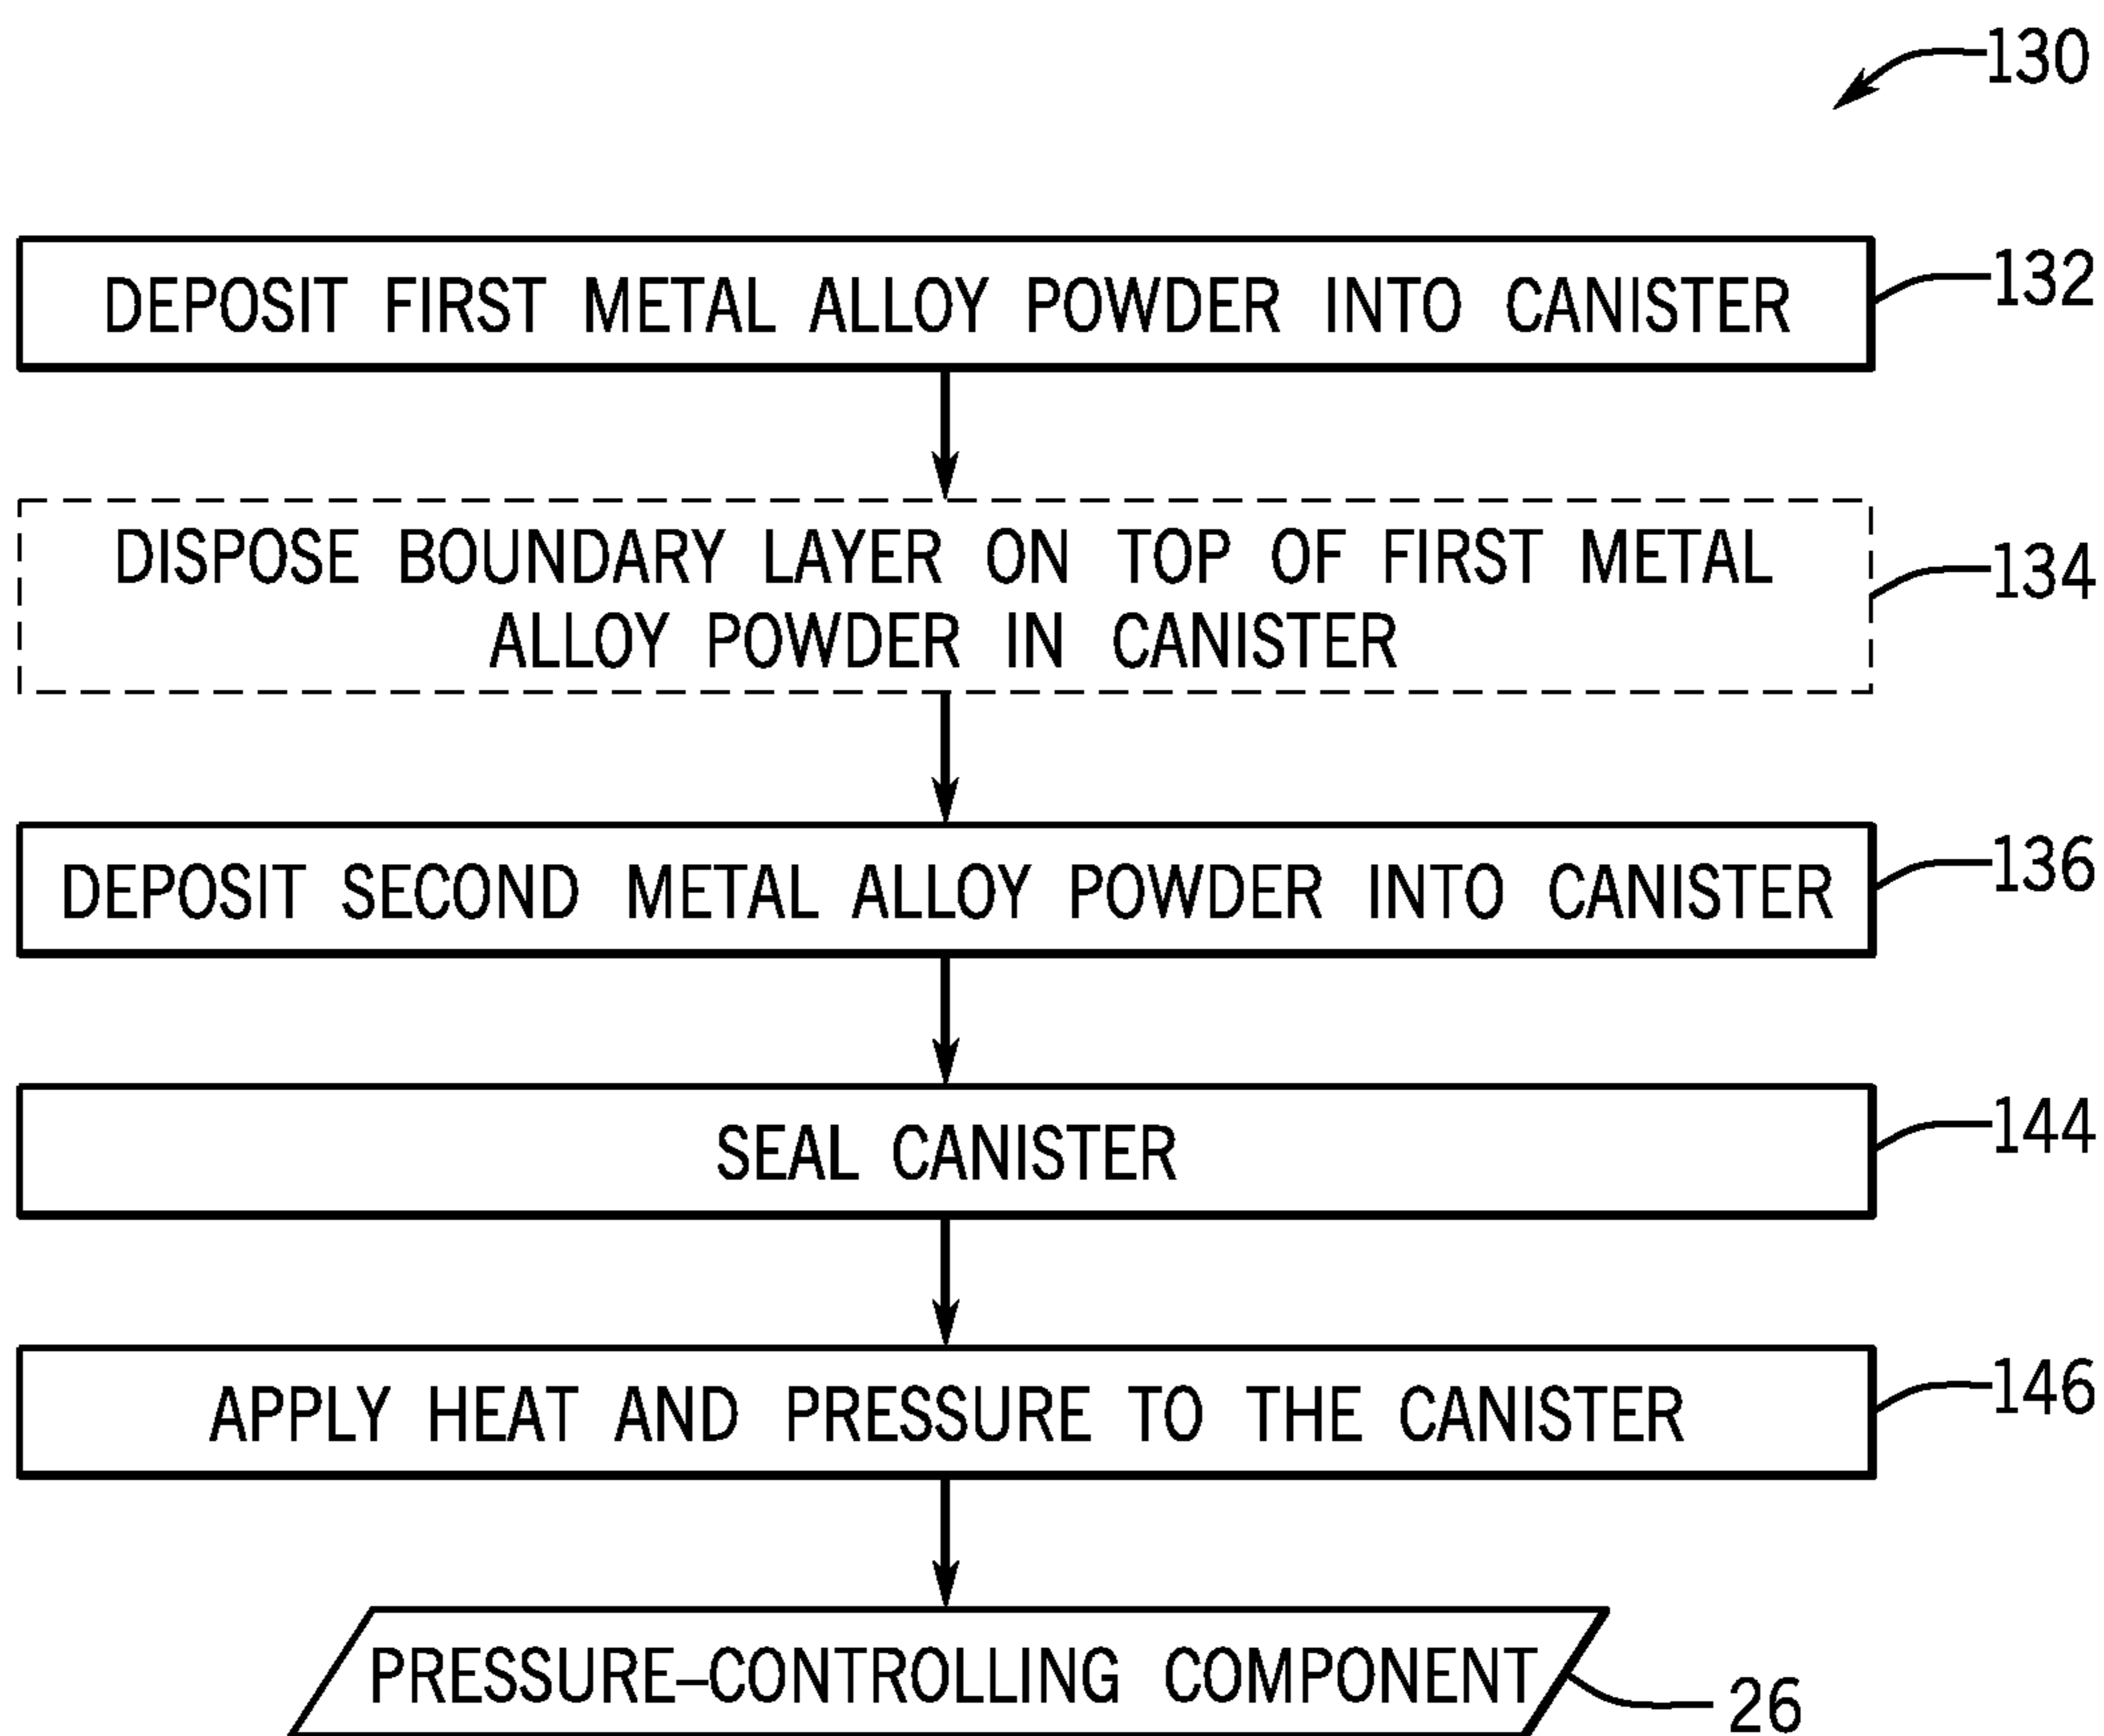 130
DEPOSIT FIRST METAL ALLOY POWDER INTO CANISTER
132
DISPOSE BOUNDARY LAYER ON TOP OF FIRST METAL
ALLOY POWDER IN CANISTER
134
DEPOSIT SECOND METAL ALLOY POWDER INTO CANISTER
136
SEAL CANISTER
144
APPLY HEAT AND PRESSURE TO THE CANISTER
146
PRESSURE–CONTROLLING COMPONENT
26